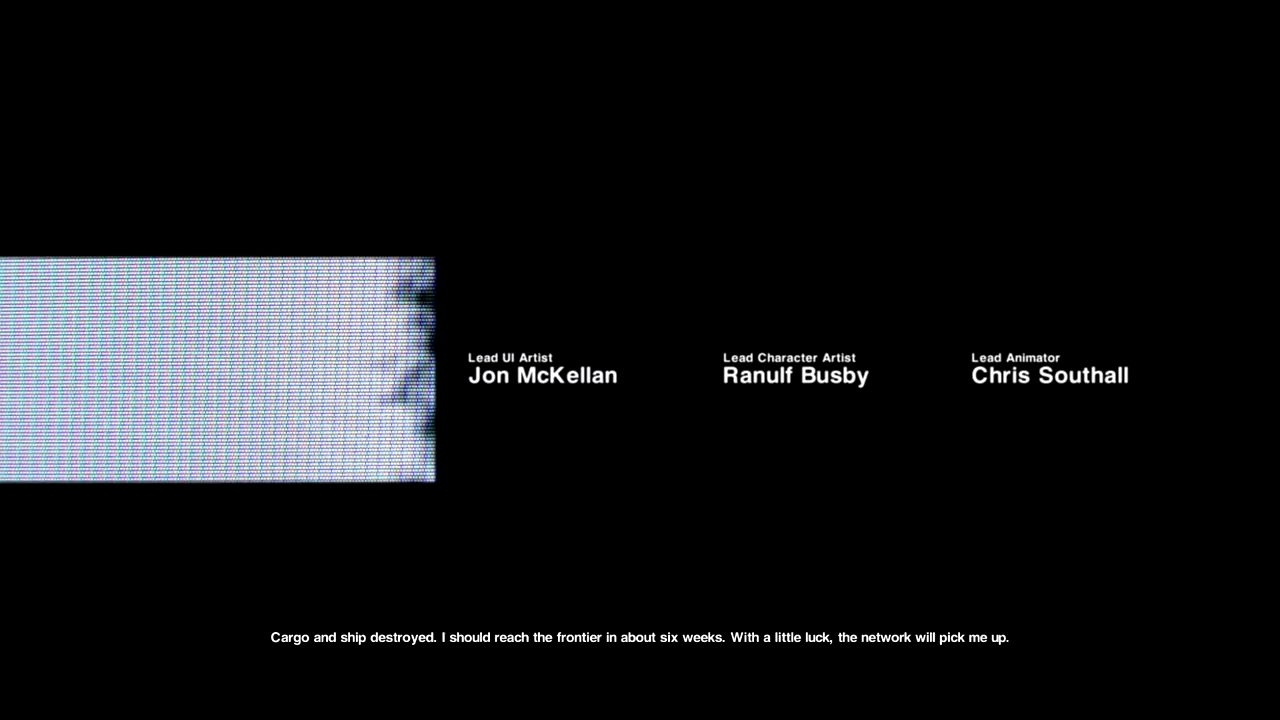 Lead UI Artist
Jon McKellan
Lead Character Artist
Ranulf Busby
Lead Animator
Chris Southall
Cargo and ship destroyed. I should reach the frontier in about six weeks. With a little luck, the network will pick me up.